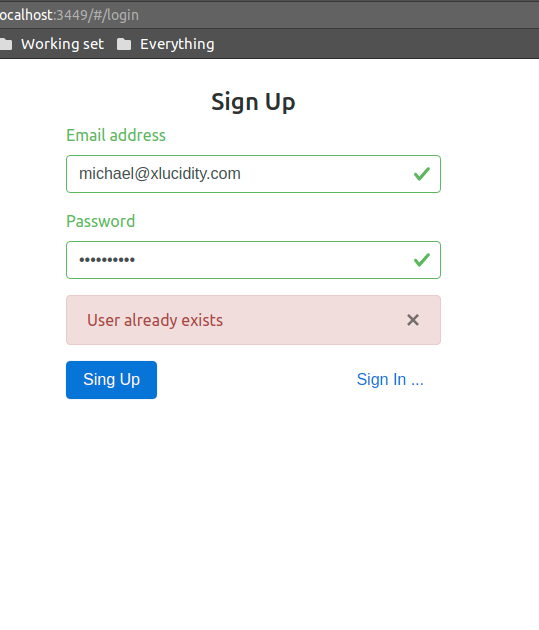 localhost:3449/#/login
Working set Everything
Sign Up
Email address
michael@xlucidity.com
Password
••••••••••
User already exists ×
Sing Up Sign In ...